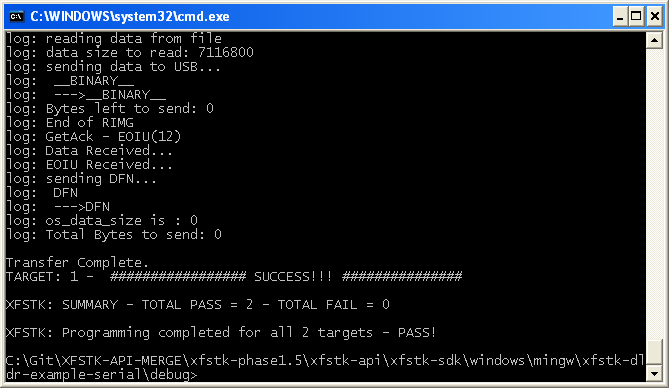 C:\WINDOWS\system32\cmd.exe
log: reading data from file
log: data size to read: 7116800
log: sending data to USB...
log:  __BINARY__
log:  --->__BINARY__
log: Bytes left to send: 0
log: End of RIMG
log: GetAck - EOIU(12)
log: Data Received...
log: EOIU Received...
log: sending DFN...
log:  DFN
log:  --->DFN
log: os_data_size is : 0
log: Total Bytes to send: 0
Transfer Complete.
TARGET: 1 -  ################# SUCCESS!!! ###############
XFSTK: SUMMARY - TOTAL PASS = 2 - TOTAL FAIL = 0
XFSTK: Programming completed for all 2 targets - PASS!
C:\Git\XFSTK-API-MERGE\xfstk-phase1.5\xfstk-api\xfstk-sdk\windows\mingw\xfstk-dl
dr-example-serial\debug>